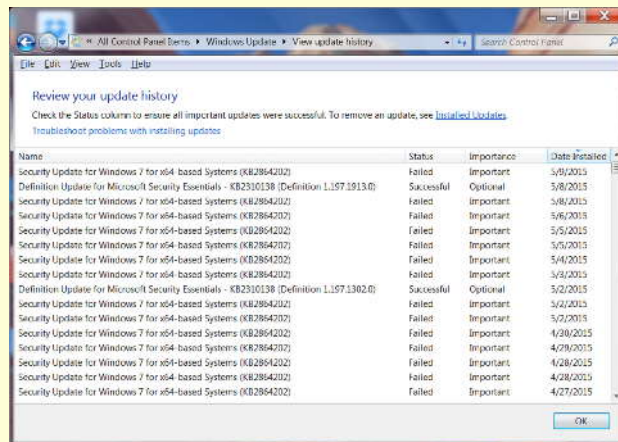 « All Control Panel Items ▸ Windows Update ▸ View update history
Search Control Panel
File Edit View Tools Help
Review your update history
Check the Status column to ensure all important updates were successful. To remove an update, see Installed Updates.
Troubleshoot problems with installing updates
Name Status Importance Date Installed
Security Update for Windows 7 for x64-based Systems (KB2864202) Failed Important 5/9/2015
Definition Update for Microsoft Security Essentials - KB2310138 (Definition 1.197.1913.0) Successful Optional 5/8/2015
Security Update for Windows 7 for x64-based Systems (KB2864202) Failed Important 5/8/2015
Security Update for Windows 7 for x64-based Systems (KB2864202) Failed Important 5/6/2015
Security Update for Windows 7 for x64-based Systems (KB2864202) Failed Important 5/5/2015
Security Update for Windows 7 for x64-based Systems (KB2864202) Failed Important 5/5/2015
Security Update for Windows 7 for x64-based Systems (KB2864202) Failed Important 5/4/2015
Security Update for Windows 7 for x64-based Systems (KB2864202) Failed Important 5/3/2015
Definition Update for Microsoft Security Essentials - KB2310138 (Definition 1.197.1302.0) Successful Optional 5/2/2015
Security Update for Windows 7 for x64-based Systems (KB2864202) Failed Important 5/2/2015
Security Update for Windows 7 for x64-based Systems (KB2864202) Failed Important 5/2/2015
Security Update for Windows 7 for x64-based Systems (KB2864202) Failed Important 4/30/2015
Security Update for Windows 7 for x64-based Systems (KB2864202) Failed Important 4/29/2015
Security Update for Windows 7 for x64-based Systems (KB2864202) Failed Important 4/28/2015
Security Update for Windows 7 for x64-based Systems (KB2864202) Failed Important 4/28/2015
Security Update for Windows 7 for x64-based Systems (KB2864202) Failed Important 4/27/2015
OK